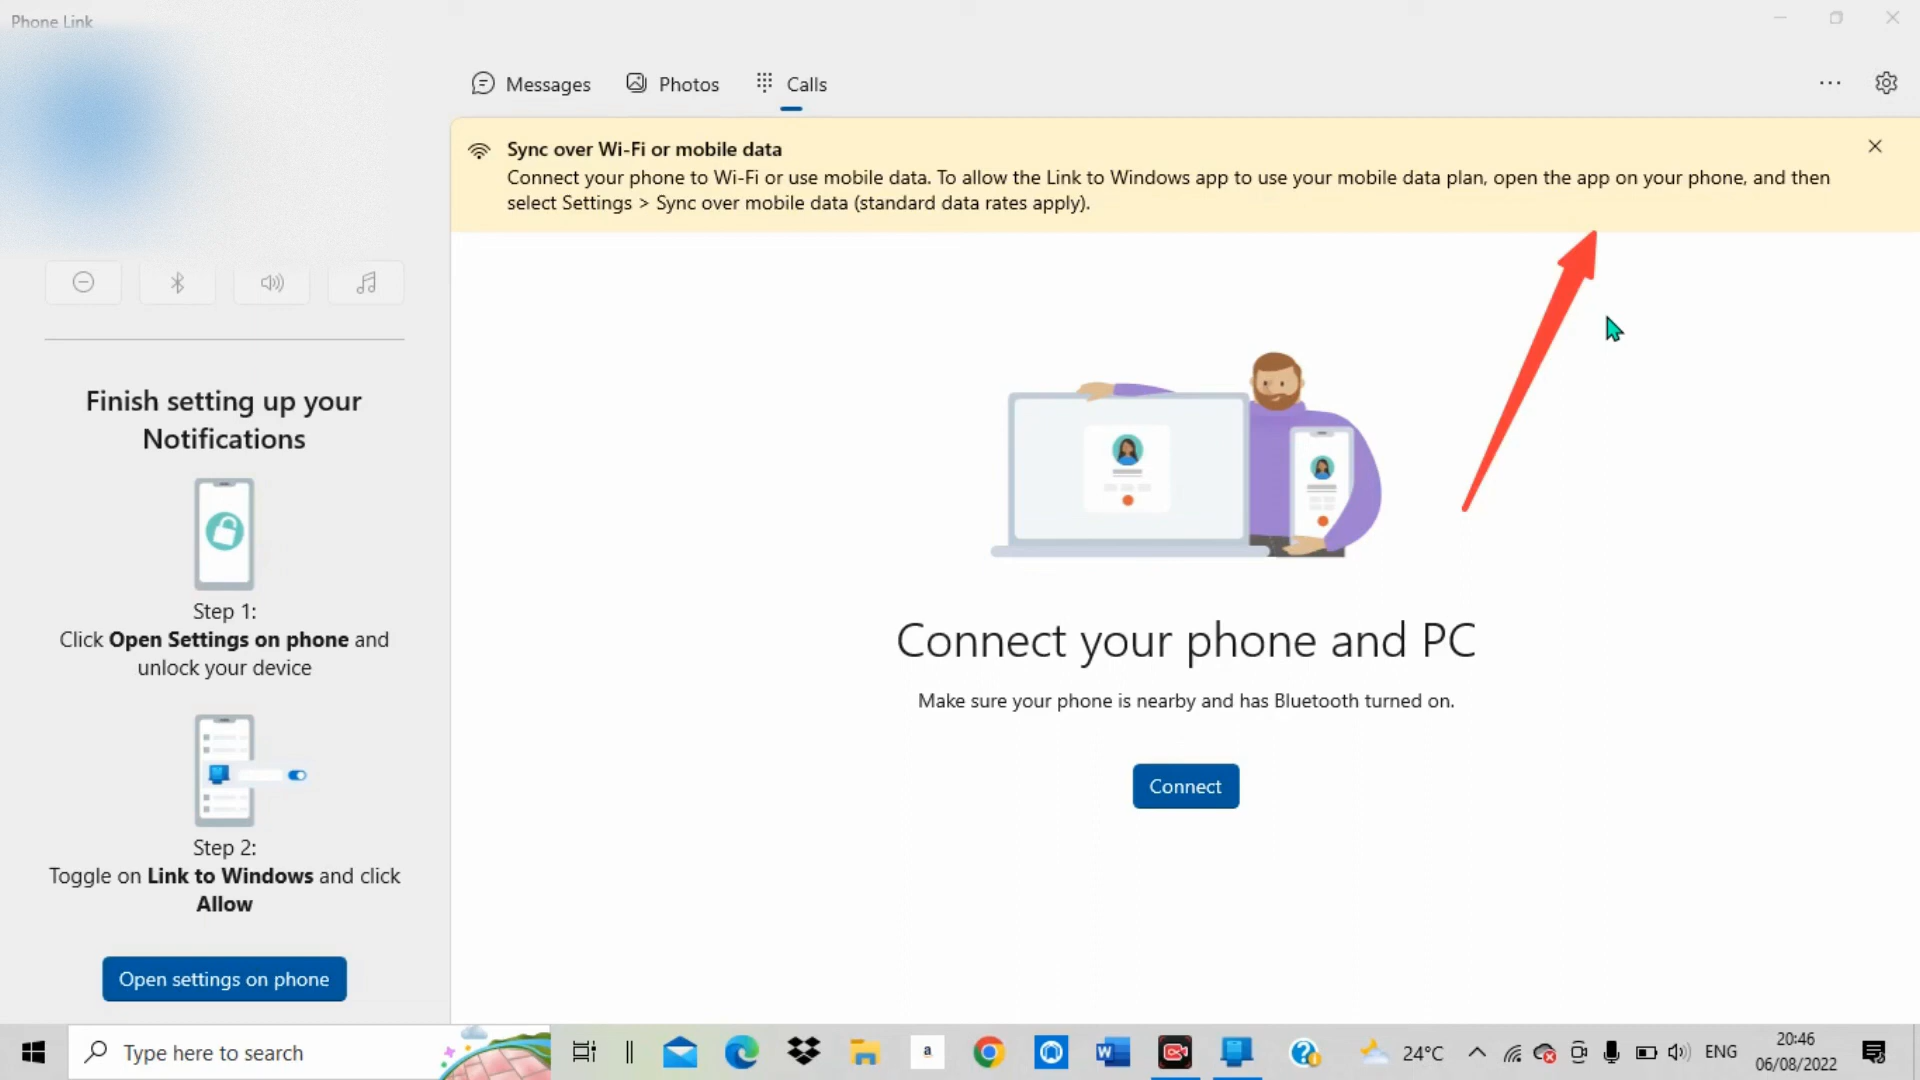 Phone Link
Messages
Photos
Calls
Sync over Wi-Fi or mobile data
Connect your phone to Wi-Fi or use mobile data. To allow the Link to Windows app to use your mobile data plan, open the app on your phone, and then
select Settings > Sync over mobile data (standard data rates apply).
Finish setting up your
Notifications
Step 1:
Click Open Settings on phone and
unlock your device
Step 2:
Toggle on Link to Windows and click
Allow
Open settings on phone
Connect your phone and PC
Make sure your phone is nearby and has Bluetooth turned on.
Connect
Type here to search
a
W
24°C
ENG
20:46
06/08/2022